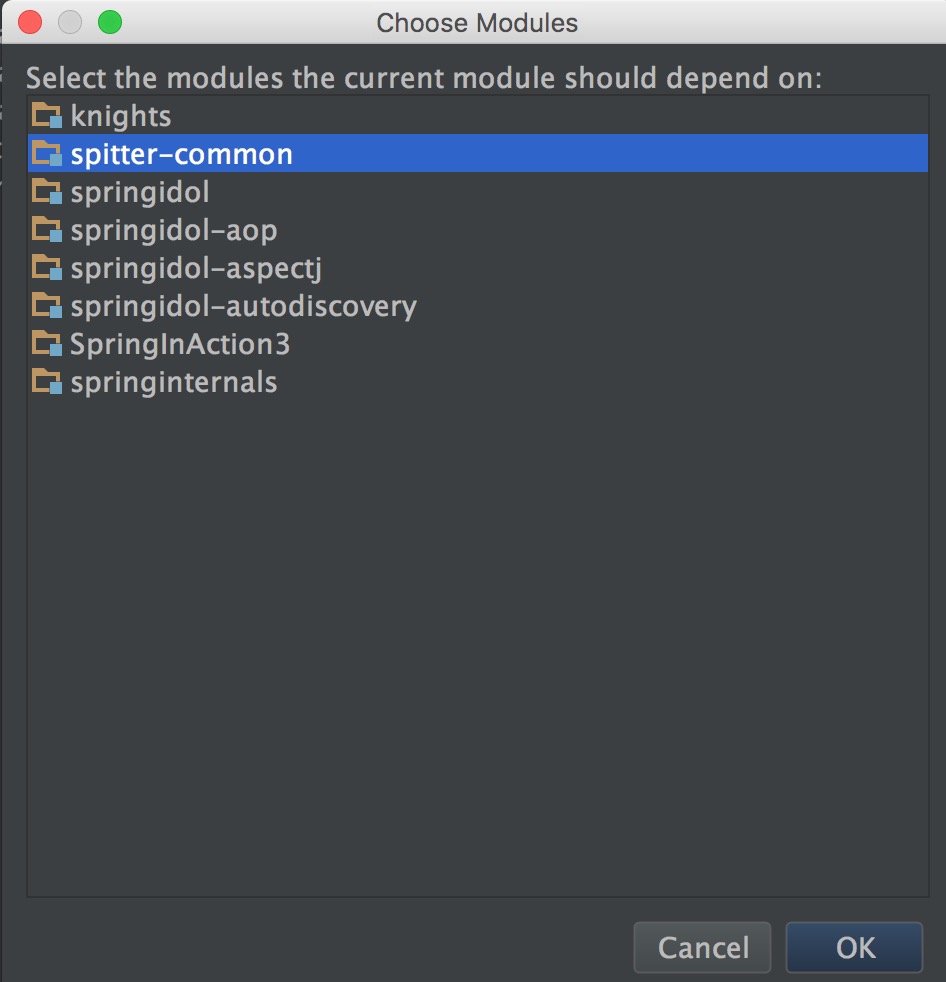 Choose Modules
Select the modules the current module should depend on:
knights
spitter-common
springidol
springidol-aop
springidol-aspectj
springidol-autodiscovery
SpringInAction3
springinternals
Cancel
OK